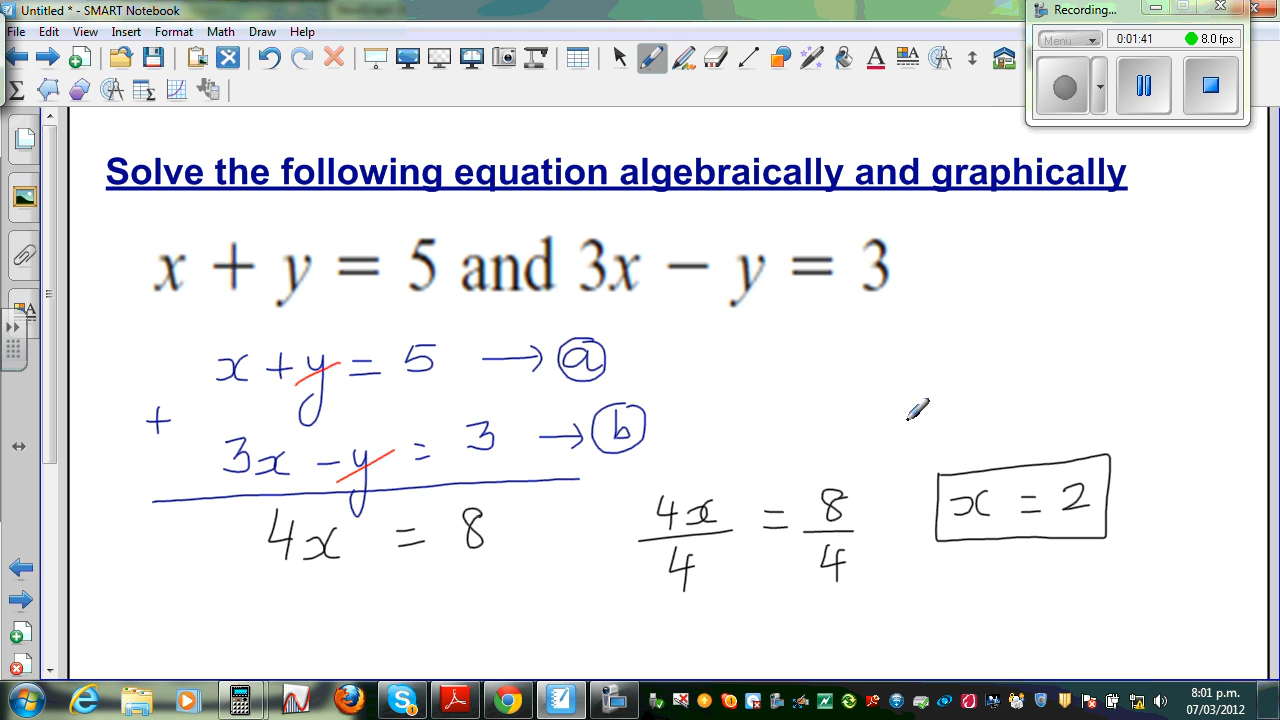 Untitled * - SMART Notebook
Recording...
File Edit View Insert Format Math Draw Help
Menu
0:01:41
8.0 fps
Solve the following equation algebraically and graphically
x + y = 5 and 3x − y = 3
x + y = 5 → a
+
3x − y = 3 → b
4x = 8
4x/4 = 8/4
x = 2
8:01 p.m.
07/03/2012